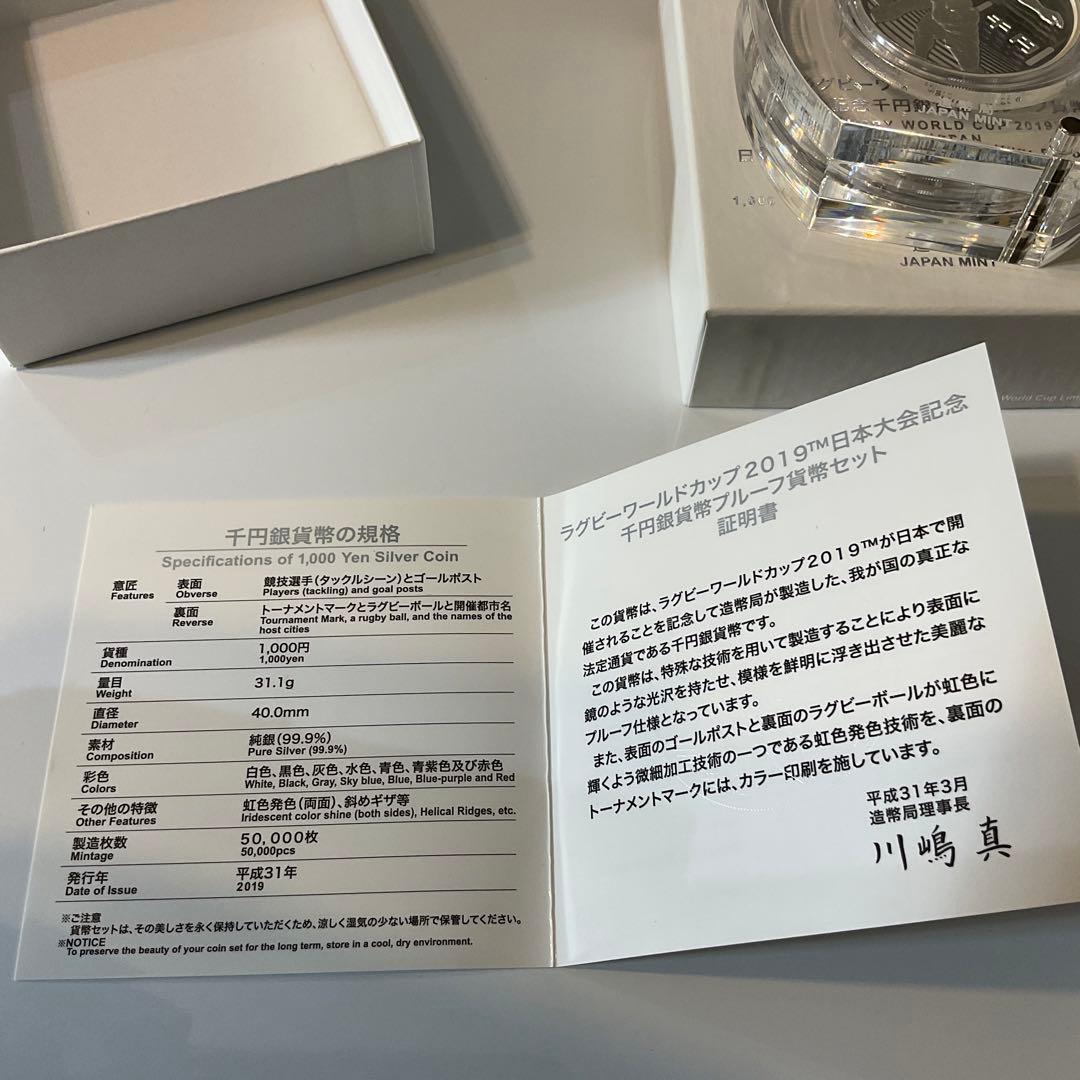 JAPAN MINT
記念千円銀
貨幣
WORLD CUP 2019
JAPAN MINT
World Cup
千円銀貨幣の規格
Specifications of 1,000 Yen Silver Coin
意匠 表面 競技選手(タックルシーン)とゴールポスト
Features Obverse Players (tackling) and goal posts
裏面 トーナメントマークとラグビーボールと開催都市名
Reverse Tournament Mark, a rugby ball, and the names of the
host cities
貨種 1,000円
Denomination 1,000yen
量目 31.1g
Weight
直径 40.0mm
Diameter
素材 純銀(99.9%)
Composition Pure Silver (99.9%)
彩色 白色、黒色、灰色、水色、青色、青紫色及び赤色
Colors White, Black, Gray, Sky blue, Blue, Blue-purple and Red
その他の特徴 虹色発色(両面)、斜めギザ等
Other Features Iridescent color shine (both sides), Helical Ridges, etc.
製造枚数 50,000枚
Mintage 50,000pcs
発行年 平成31年
Date of Issue 2019
※ご注意
貨幣セットは、その美しさを永く保持していただくため、涼しく湿気の少ない場所で保管してください。
※NOTICE
To preserve the beauty of your coin set for the long term, store in a cool, dry environment.
ラグビーワールドカップ2019™日本大会記念
千円銀貨幣プルーフ貨幣セット
証明書
この貨幣は、ラグビーワールドカップ2019™が日本で開
催されることを記念して造幣局が製造した、我が国の真正な
法定通貨である千円銀貨幣です。
この貨幣は、特殊な技術を用いて製造することにより表面に
鏡のような光沢を持たせ、模様を鮮明に浮き出させた美麗な
プルーフ仕様となっています。
また、表面のゴールポストと裏面のラグビーボールが虹色に
輝くよう微細加工技術の一つである虹色発色技術を、裏面の
トーナメントマークには、カラー印刷を施しています。
平成31年3月
造幣局理事長
川嶋 真